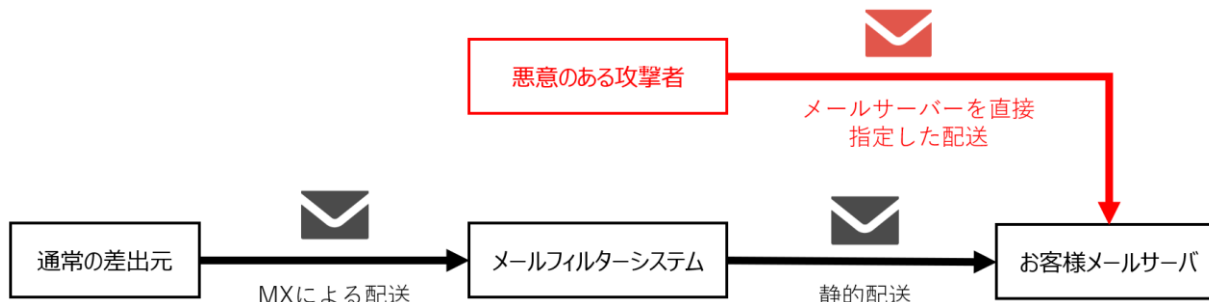 悪意のある攻撃者
メールサーバーを直接
指定した配送
通常の差出元
MXによる配送
メールフィルターシステム
静的配送
お客様メールサーバ